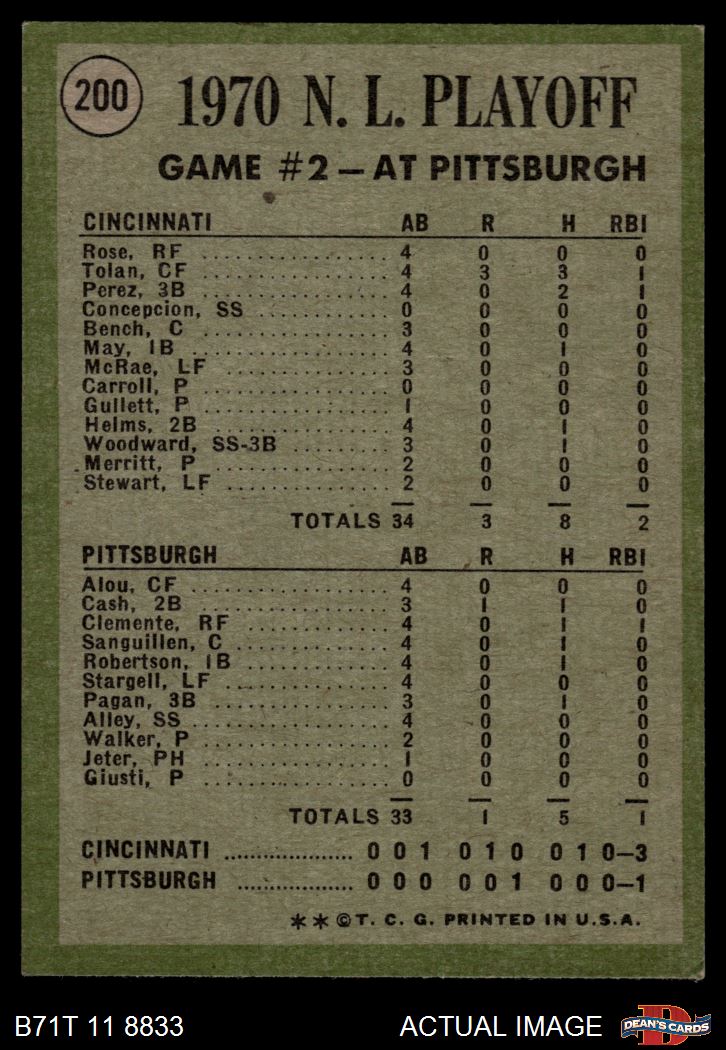 200
1970 N. L. PLAYOFF
GAME #2 – AT PITTSBURGH
CINCINNATI AB R H RBI
Rose, RF .................. 4 0 0 0
Tolan, CF .................. 4 3 3 1
Perez, 3B .................. 4 0 2 1
Concepcion, SS ............. 0 0 0 0
Bench, C .................. 3 0 0 0
May, 1B .................. 4 0 1 0
McRae, LF ............... 3 0 0 0
Carroll, P ................ 0 0 0 0
Gullett, P ................ 1 0 0 0
Helms, 2B ................ 4 0 1 0
Woodward, SS-3B ......... 3 0 1 0
Merritt, P ................ 2 0 0 0
Stewart, LF ............... 2 0 0 0
TOTALS 34 3 8 2
PITTSBURGH AB R H RBI
Alou, CF .................. 4 0 0 0
Cash, 2B .................. 3 1 1 0
Clemente, RF .............. 4 0 1 1
Sanguillen, C .............. 4 0 1 0
Robertson, 1B ............. 4 0 1 0
Stargell, LF ............... 4 0 0 0
Pagan, 3B ................ 3 0 1 0
Alley, SS .................. 4 0 0 0
Walker, P ................ 2 0 0 0
Jeter, PH ................ 1 0 0 0
Giusti, P ................ 0 0 0 0
TOTALS 33 1 5 1
CINCINNATI .................... 0 0 1 0 1 0 0 1 0–3
PITTSBURGH .................. 0 0 0 0 0 1 0 0 0–1
**©T. C. G. PRINTED IN U.S.A.
B71T 11 8833 ACTUAL IMAGE
D
DEAN'S CARDS